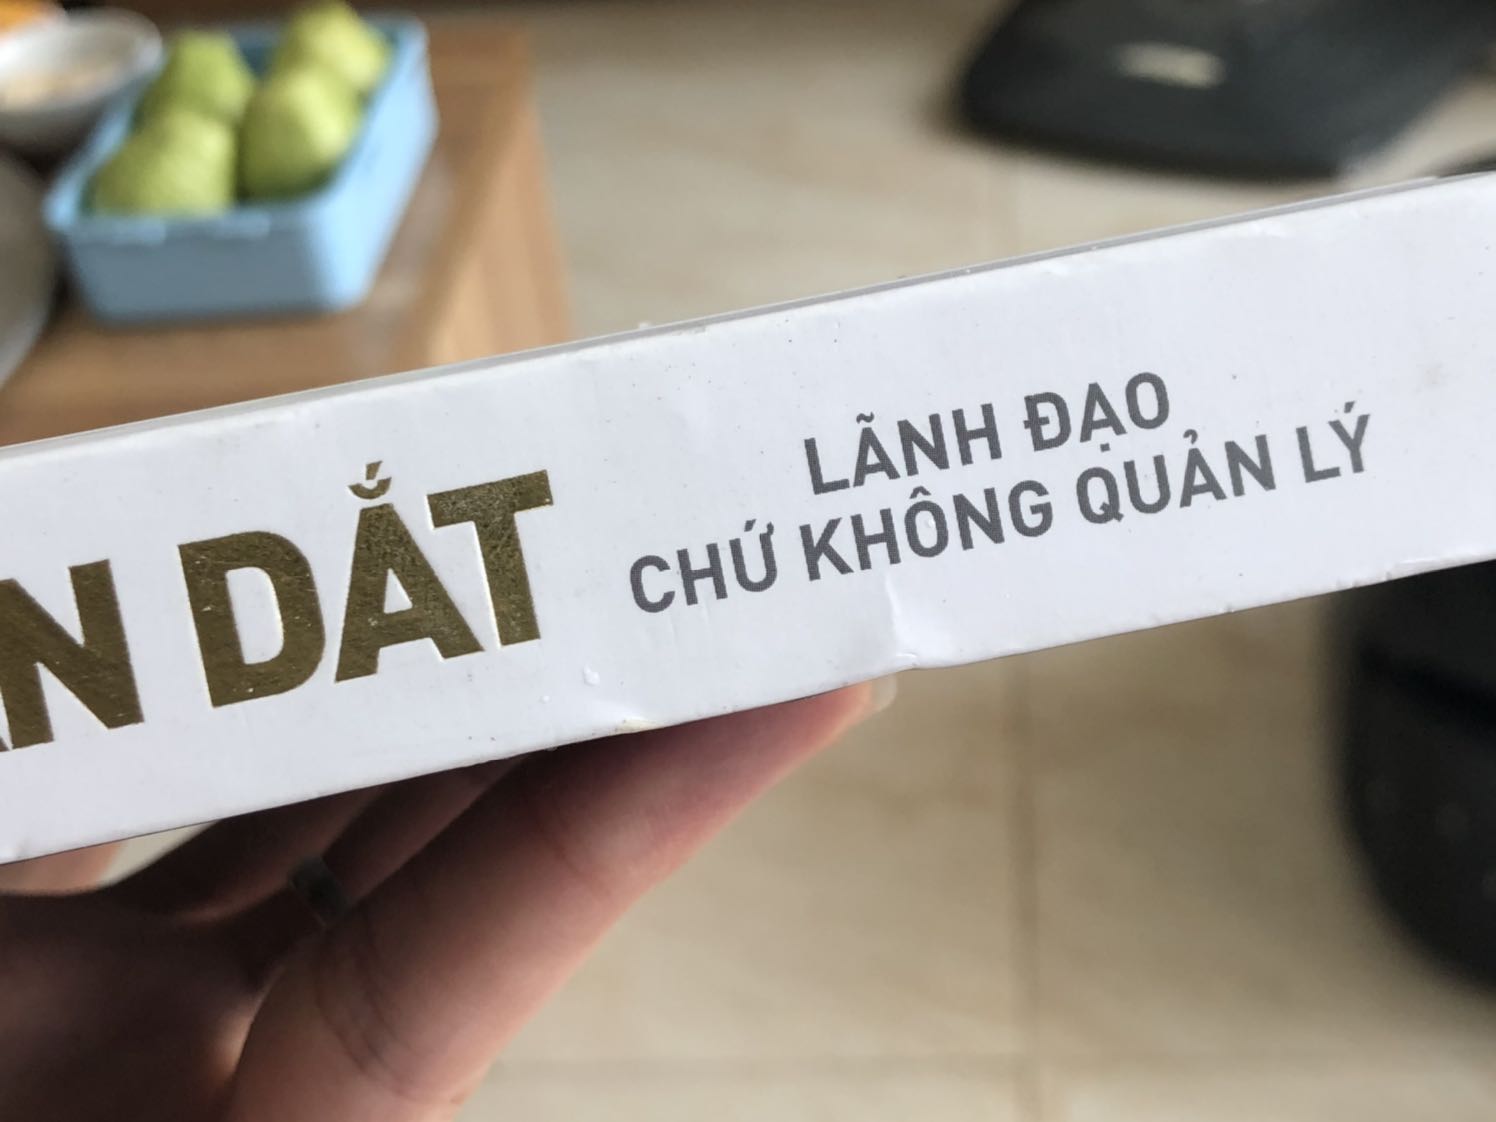 DẮT
LÃNH ĐẠO
CHỨ KHÔNG QUẢN LÝ